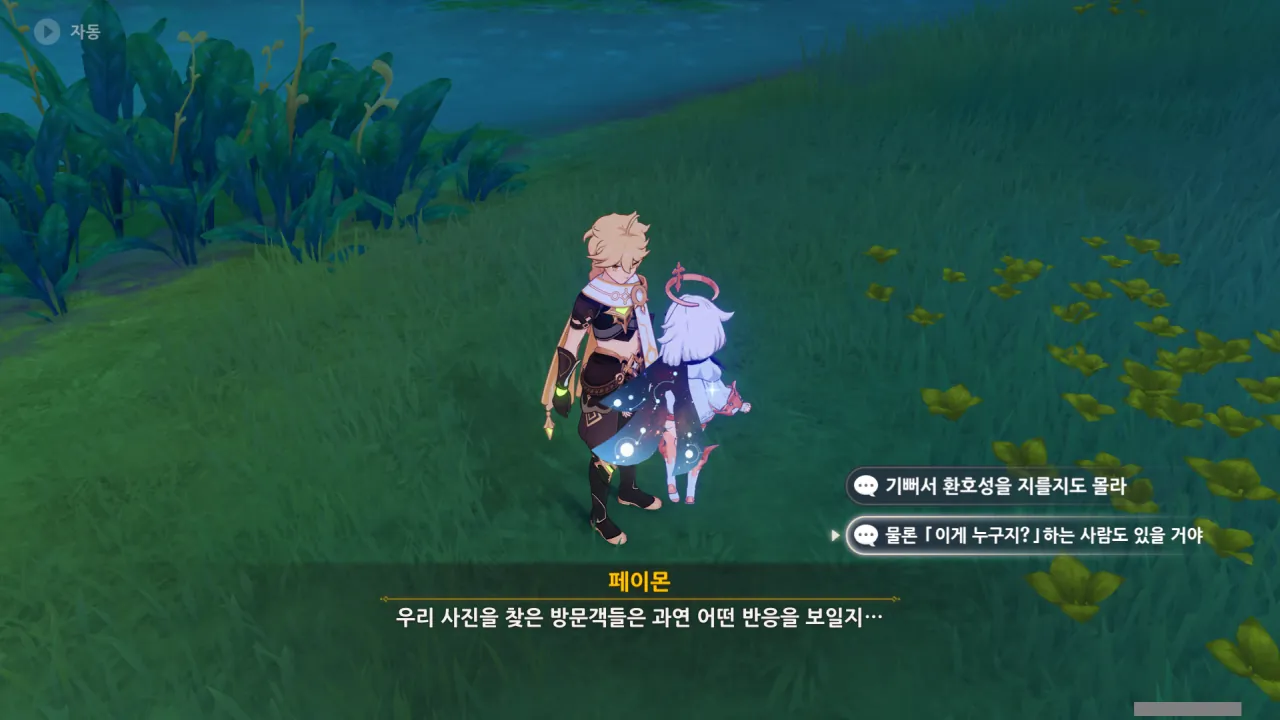 자동
기뻐서 환호성을 지를지도 몰라
물론 「이게 누구지?」하는 사람도 있을 거야
페이몬
우리 사진을 찾은 방문객들은 과연 어떤 반응을 보일지…